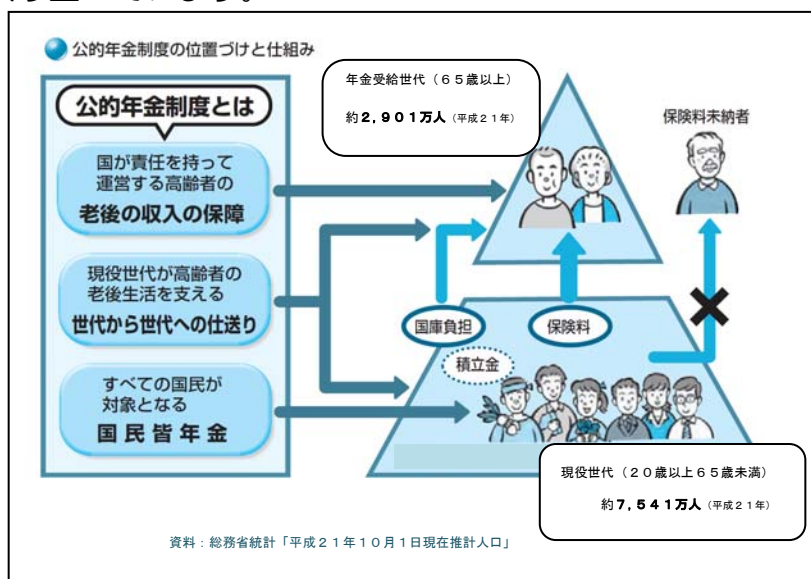 公的年金制度の位置づけと仕組み
公的年金制度とは
国が責任を持って
運営する高齢者の
老後の収入の保障
現役世代が高齢者の
老後生活を支える
世代から世代への仕送り
すべての国民が
対象となる
国民皆年金
年金受給世代（６５歳以上）
約２，９０１万人（平成２１年）
保険料未納者
国庫負担
保険料
積立金
現役世代（２０歳以上６５歳未満）
約７，５４１万人（平成２１年）
資料：総務省統計「平成２１年１０月１日現在推計人口」